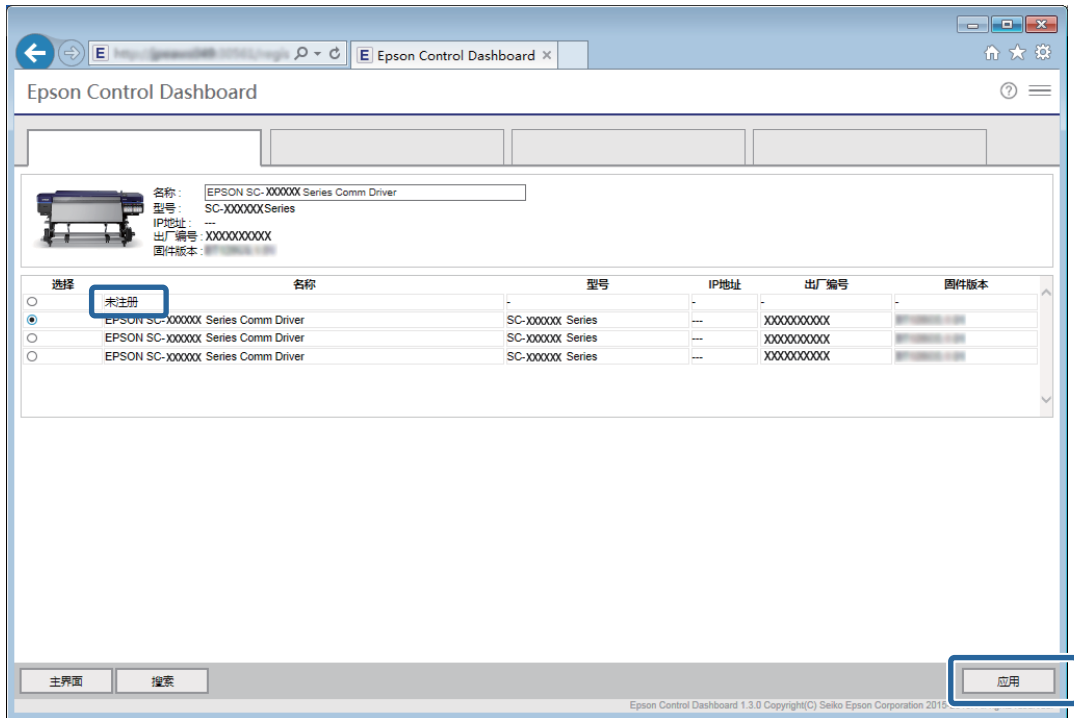 E E Epson Control Dashboard ×
Epson Control Dashboard
名称： EPSON SC-XXXXXX Series Comm Driver
型号： SC-XXXXXXSeries
IP地址： ---
出厂编号：XXXXXXXXXX
固件版本：
选择 名称 型号 IP地址 出厂编号 固件版本
未注册 - - - -
EPSON SC-XXXXXX Series Comm Driver SC-XXXXXX Series --- XXXXXXXXXX
EPSON SC-XXXXXX Series Comm Driver SC-XXXXXX Series --- XXXXXXXXXX
EPSON SC-XXXXXX Series Comm Driver SC-XXXXXX Series --- XXXXXXXXXX
主界面 搜索 应用
Epson Control Dashboard 1.3.0 Copyright(C) Seiko Epson Corporation 2015